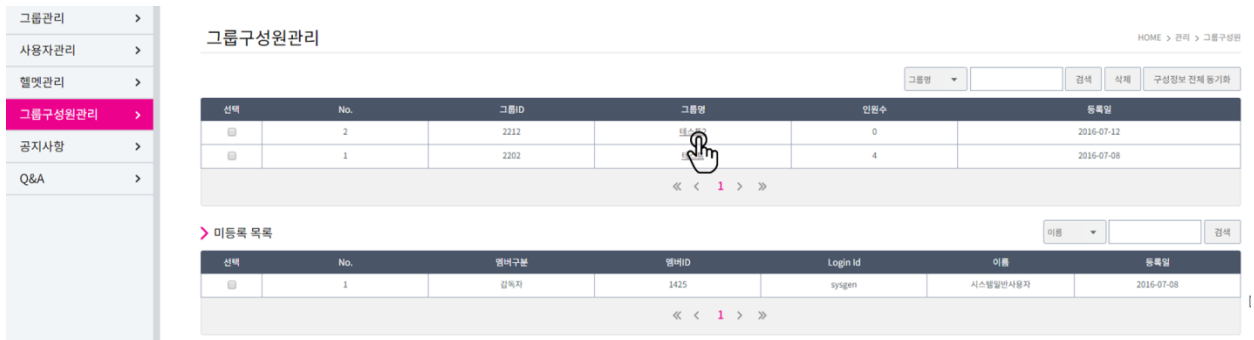 그룹관리
사용자관리
헬멧관리
그룹구성원관리
공지사항
Q&A
그룹구성원관리
HOME > 관리 > 그룹구성원
그룹명 검색 삭제 구성정보 전체 동기화
선택 No. 그룹ID 그룹명 인원수 등록일
2 2212 테스트2 0 2016-07-12
1 2202 4 2016-07-08
1
미등록 목록
이름 검색
선택 No. 멤버구분 멤버ID Login Id 이름 등록일
1 감독자 1425 sysgen 시스템일반사용자 2016-07-08
1